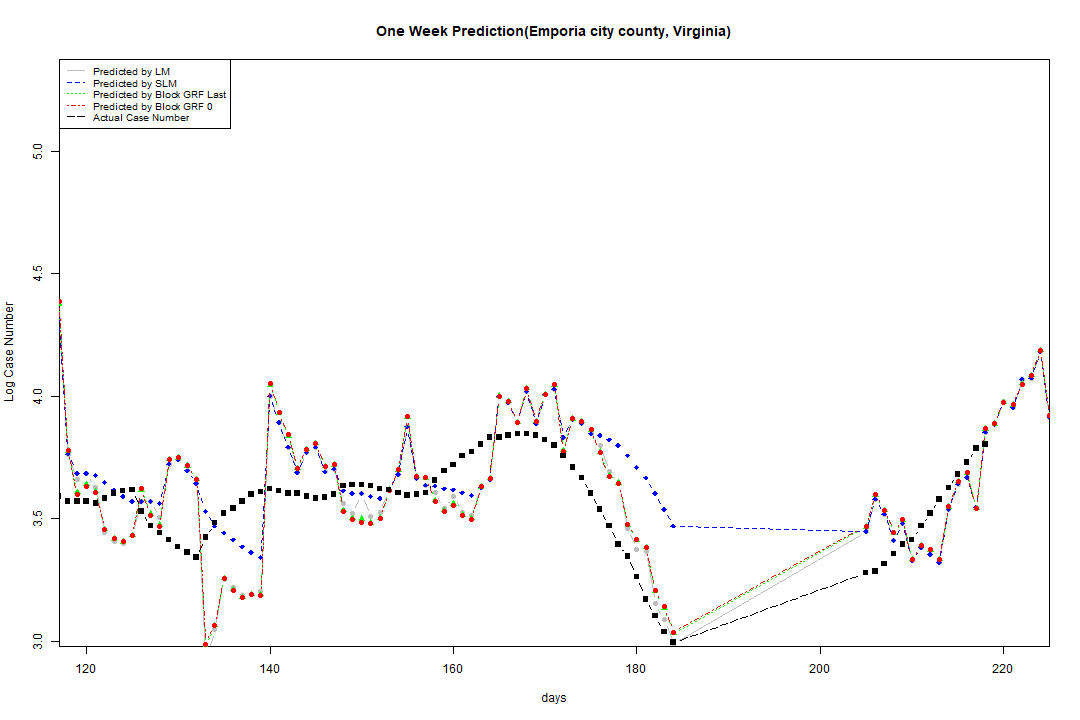 One Week Prediction(Emporia city county, Virginia)
Predicted by LM
Predicted by SLM
Predicted by Block GRF Last
Predicted by Block GRF 0
Actual Case Number
Log Case Number
5.0
4.5
4.0
3.5
3.0
120 140 160 180 200 220
days